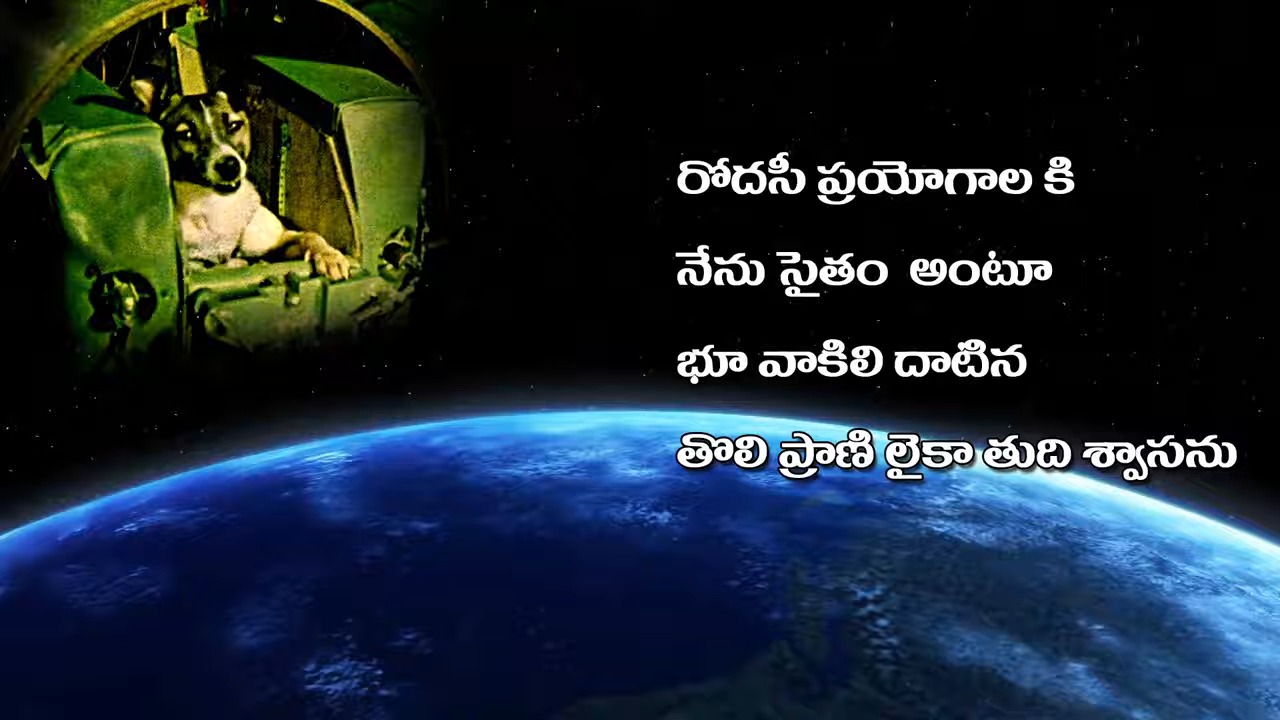 రోదసీ ప్రయోగాల కి
నేను సైతం అంటూ
భూ వాకిలి దాటిన
తొలి ప్రాణి లైకా తుది శ్వాసను